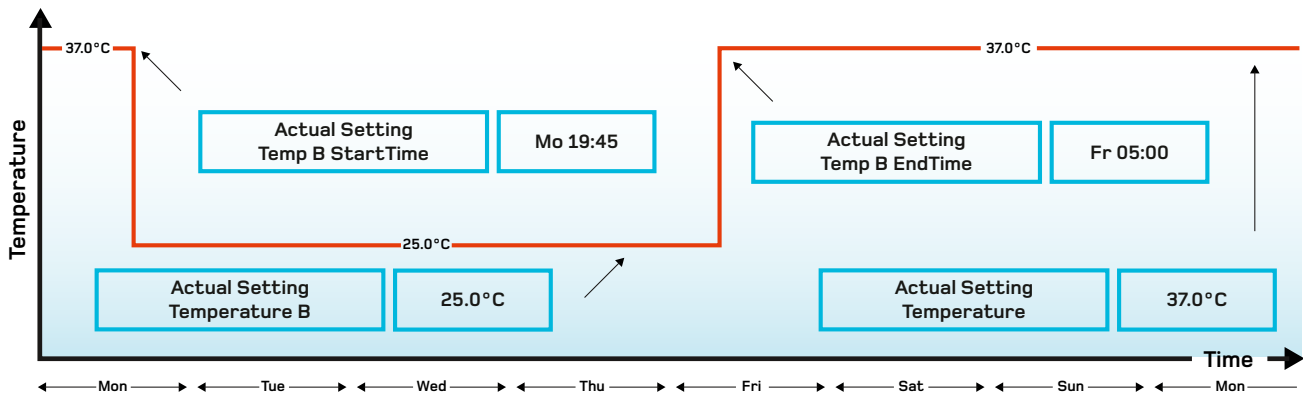 37.0°C
37.0°C
Actual Setting
Temp B StartTime
Mo 19:45
Actual Setting
Temp B EndTime
Fr 05:00
Temperature
25.0°C
Actual Setting
Temperature B
25.0°C
Actual Setting
Temperature
37.0°C
Time
Mon
Tue
Wed
Thu
Fri
Sat
Sun
Mon